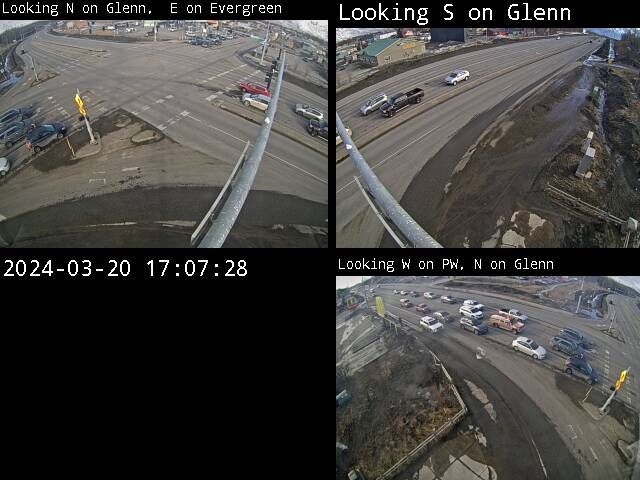 Looking N on Glenn, E on Evergreen
Looking S on Glenn
2024-03-20 17:07:28
Looking W on PW, N on Glenn